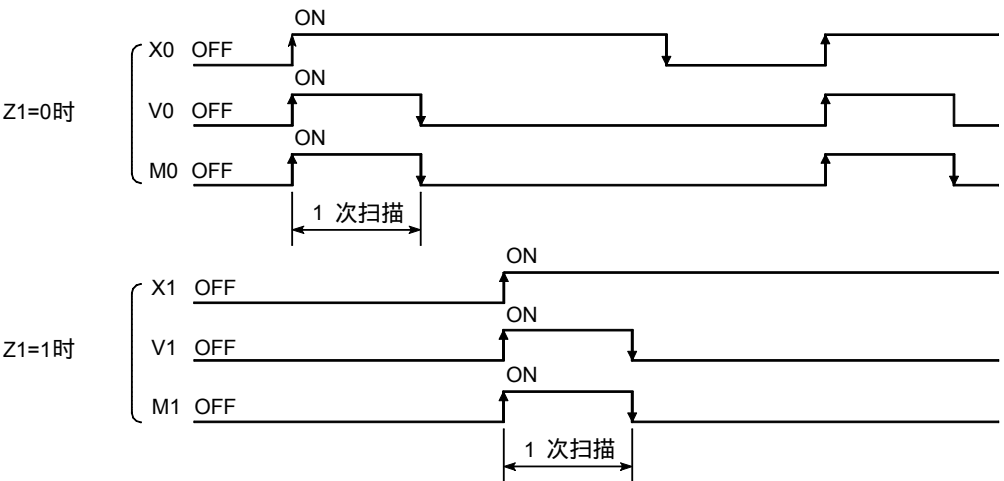 ON
X0 OFF
ON
Z1=0时
V0 OFF
ON
M0 OFF
1 次扫描
ON
X1 OFF
ON
Z1=1时
V1 OFF
ON
M1 OFF
1 次扫描